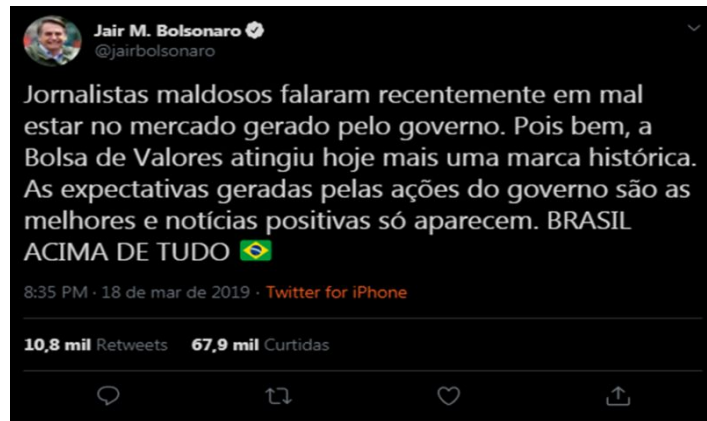 Jair M. Bolsonaro
@jairbolsonaro
Jornalistas maldosos falaram recentemente em mal
estar no mercado gerado pelo governo. Pois bem, a
Bolsa de Valores atingiu hoje mais uma marca histórica.
As expectativas geradas pelas ações do governo são as
melhores e notícias positivas só aparecem. BRASIL
ACIMA DE TUDO 🇧🇷
8:35 PM · 18 de mar de 2019 · Twitter for iPhone
10,8 mil Retweets 67,9 mil Curtidas